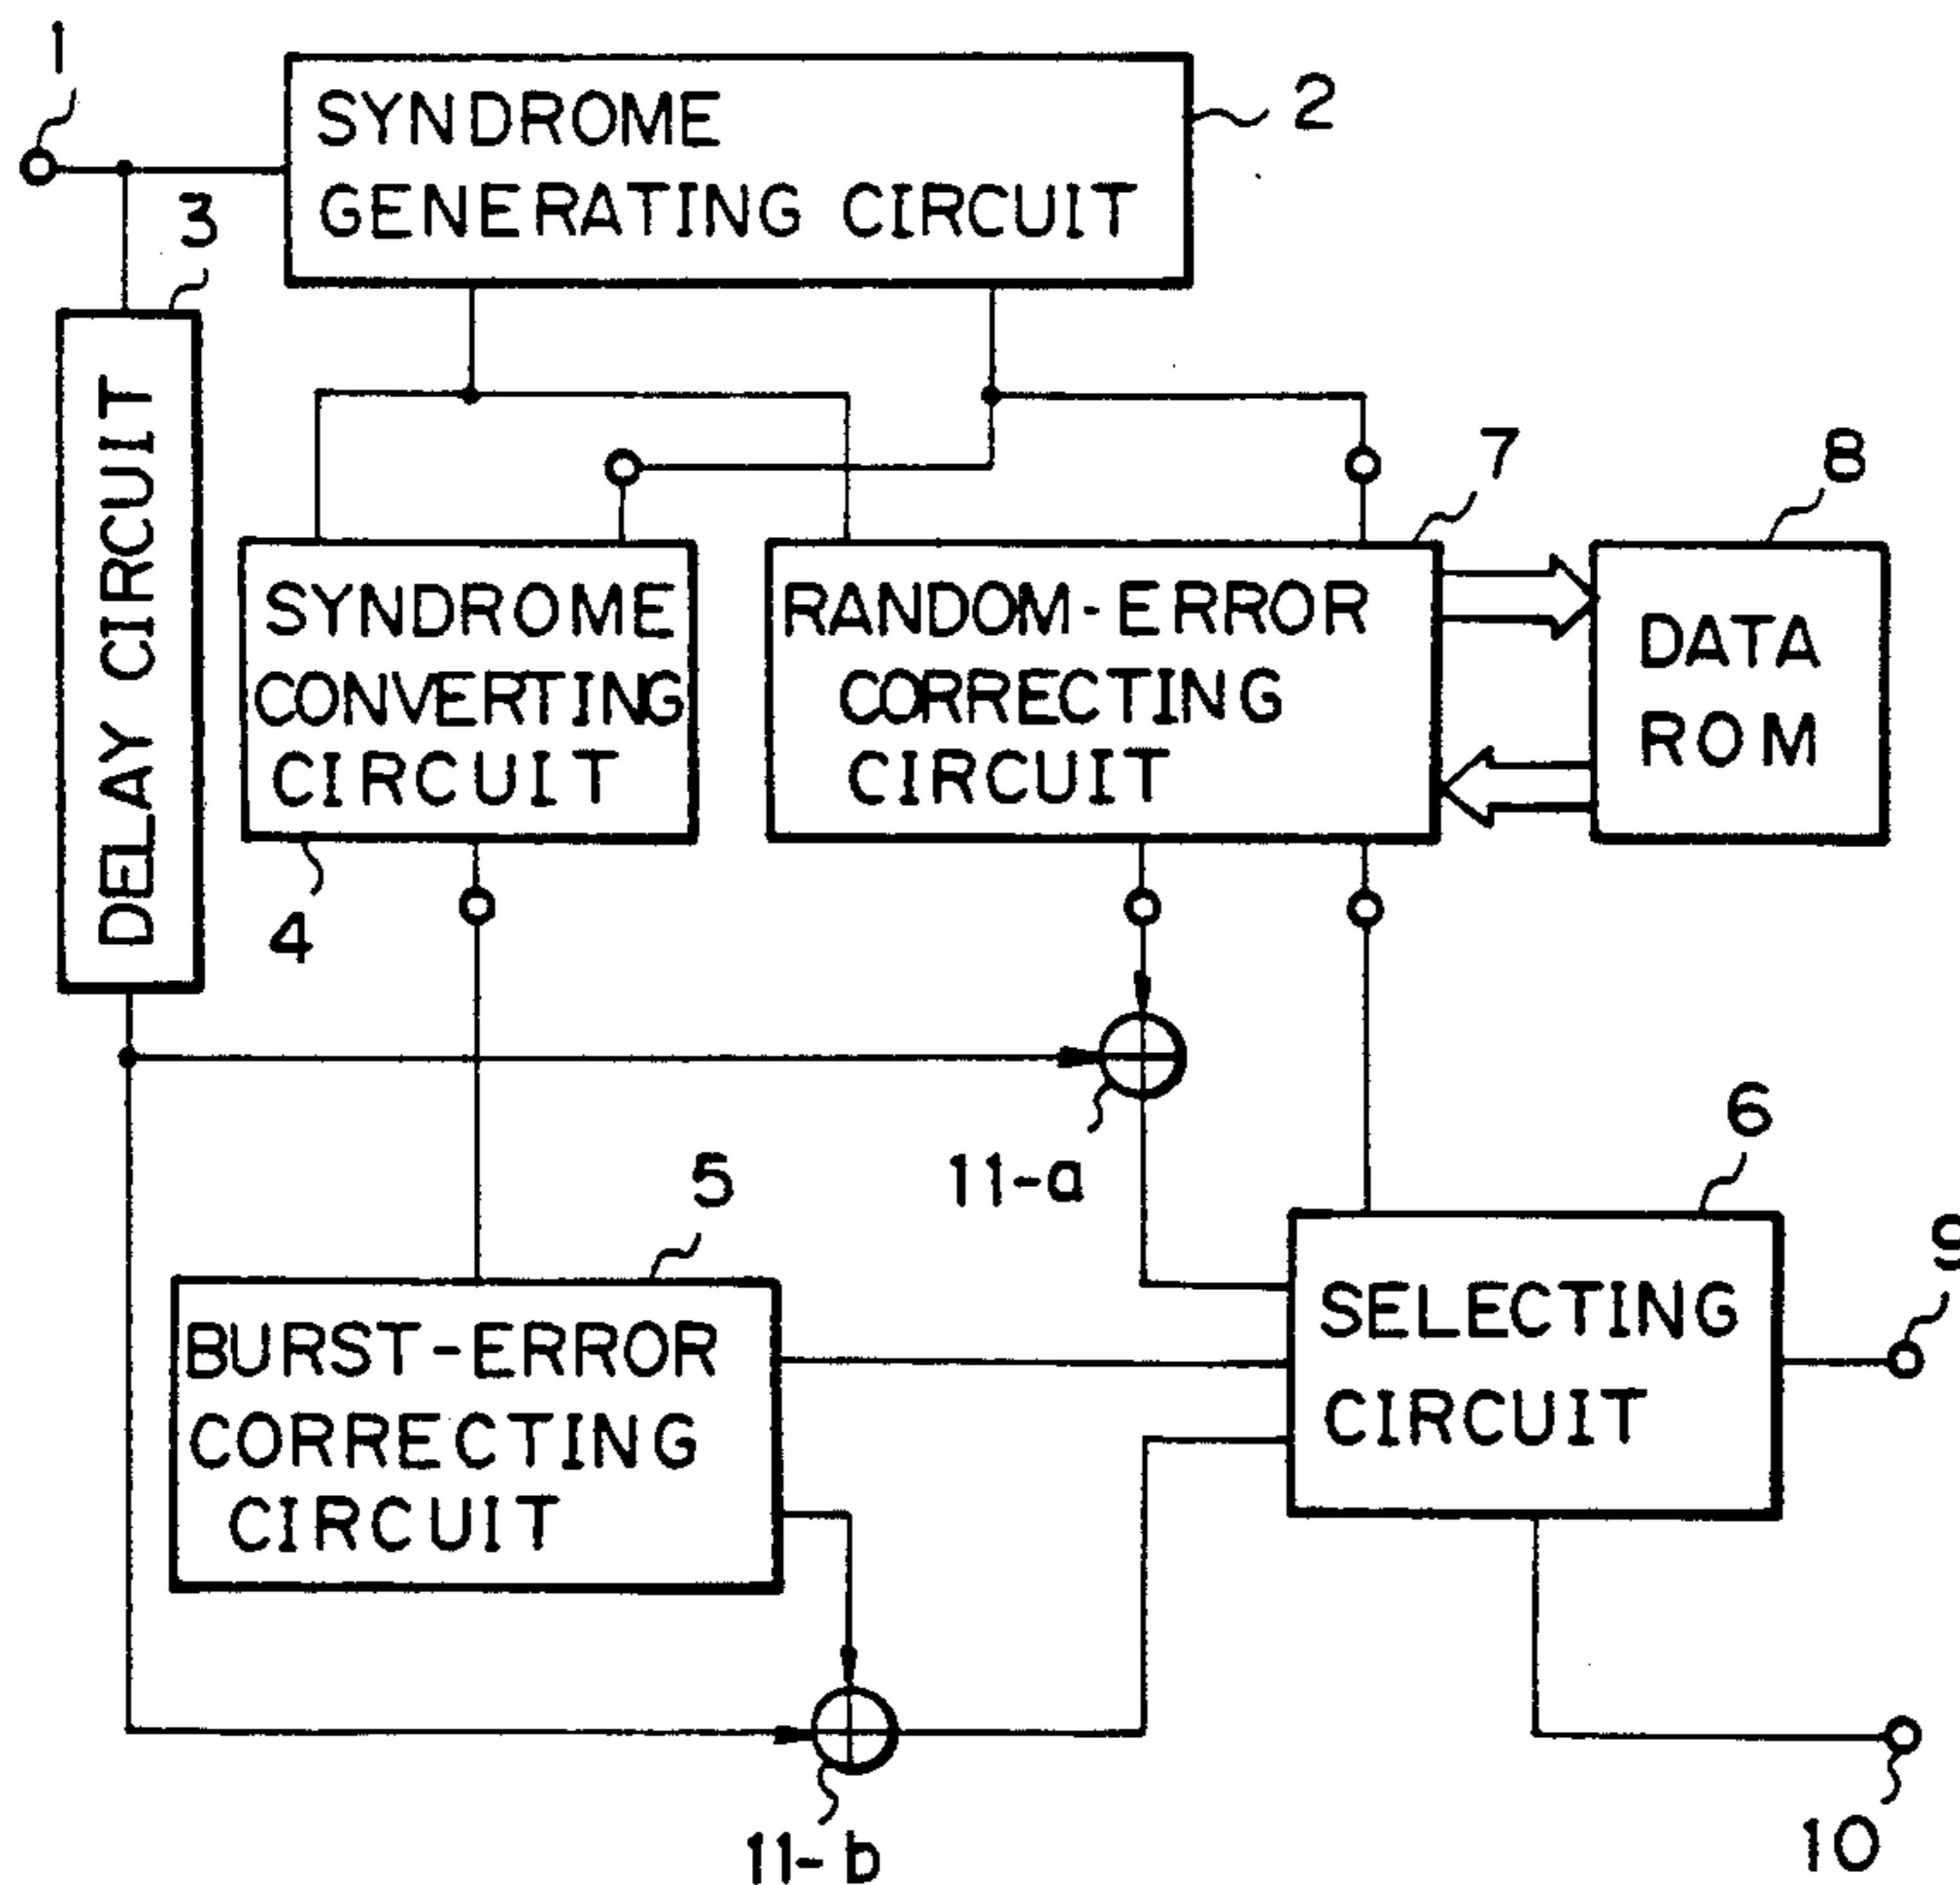 1
SYNDROME
GENERATING CIRCUIT
2
3
DELAY CIRCUIT
7
8
SYNDROME
CONVERTING
CIRCUIT
RANDOM-ERROR
CORRECTING
CIRCUIT
DATA
ROM
4
11-a
6
5
9
BURST-ERROR
CORRECTING
CIRCUIT
SELECTING
CIRCUIT
11-b
10